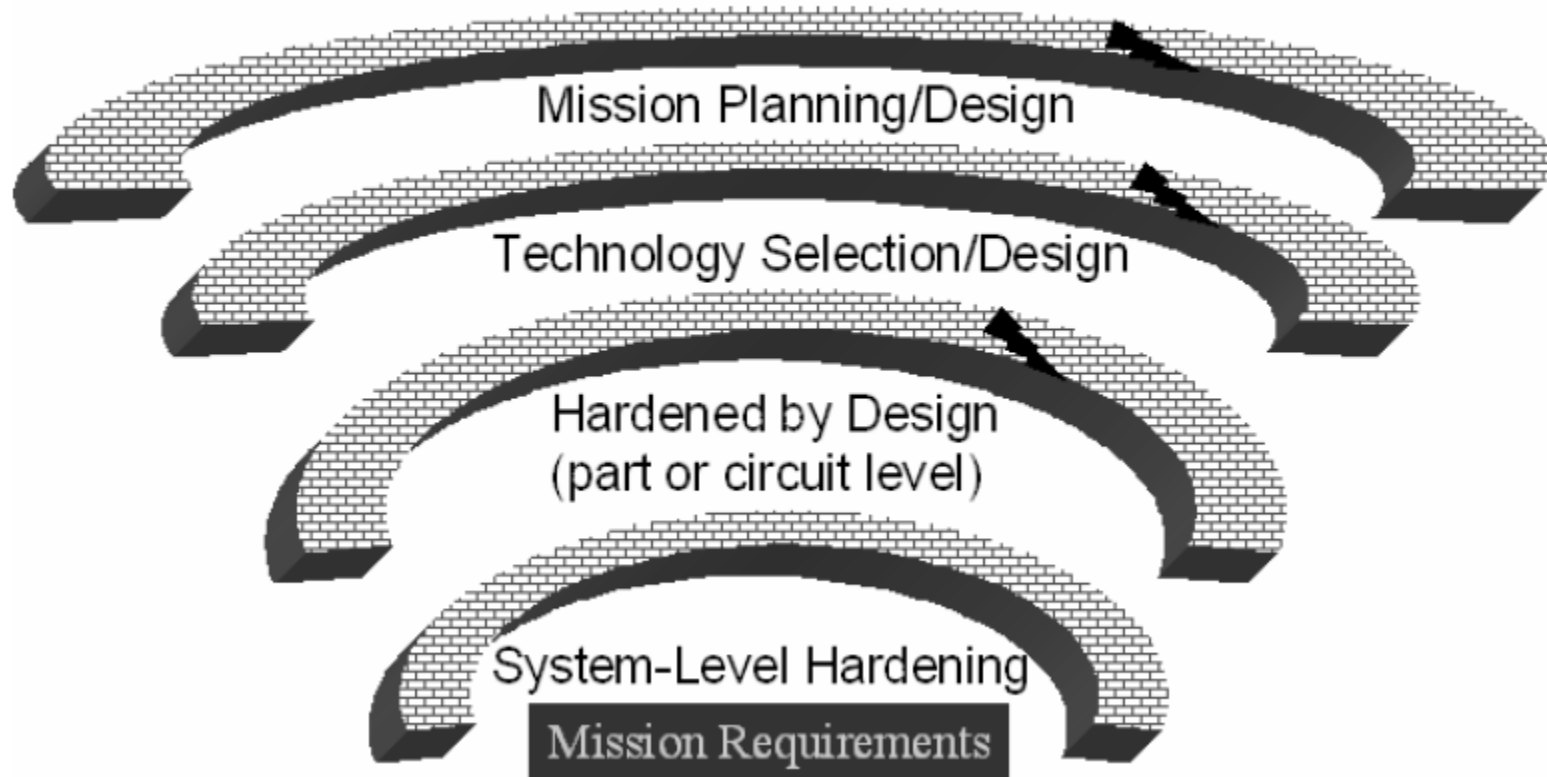 Mission Planning/Design
Technology Selection/Design
Hardened by Design
(part or circuit level)
System-Level Hardening
Mission Requirements